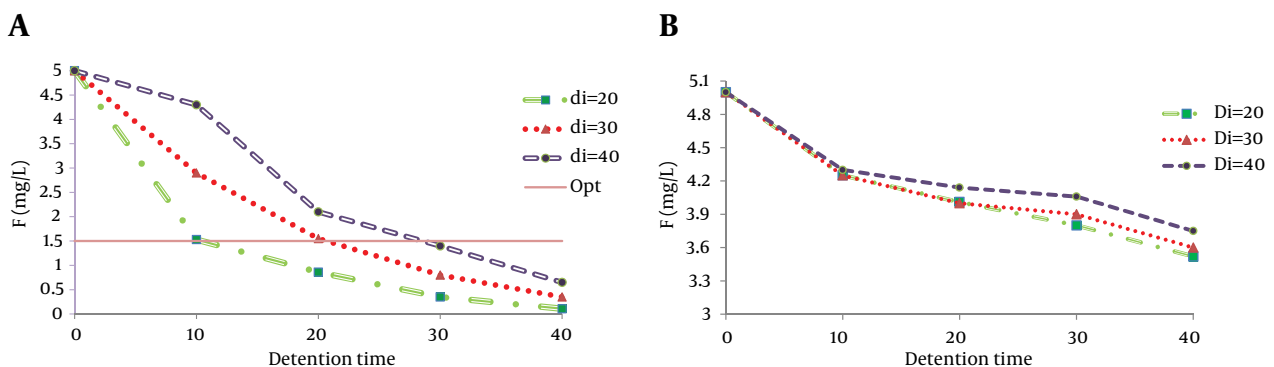 A
F (mg/L)
5
4.5
4
3.5
3
2.5
2
1.5
1
0.5
0
0 10 20 30 40
Detention time
di=20
di=30
di=40
Opt
B
F (mg/L)
5.1
4.8
4.5
4.2
3.9
3.6
3.3
3
0 10 20 30 40
Detention time
Di=20
Di=30
Di=40